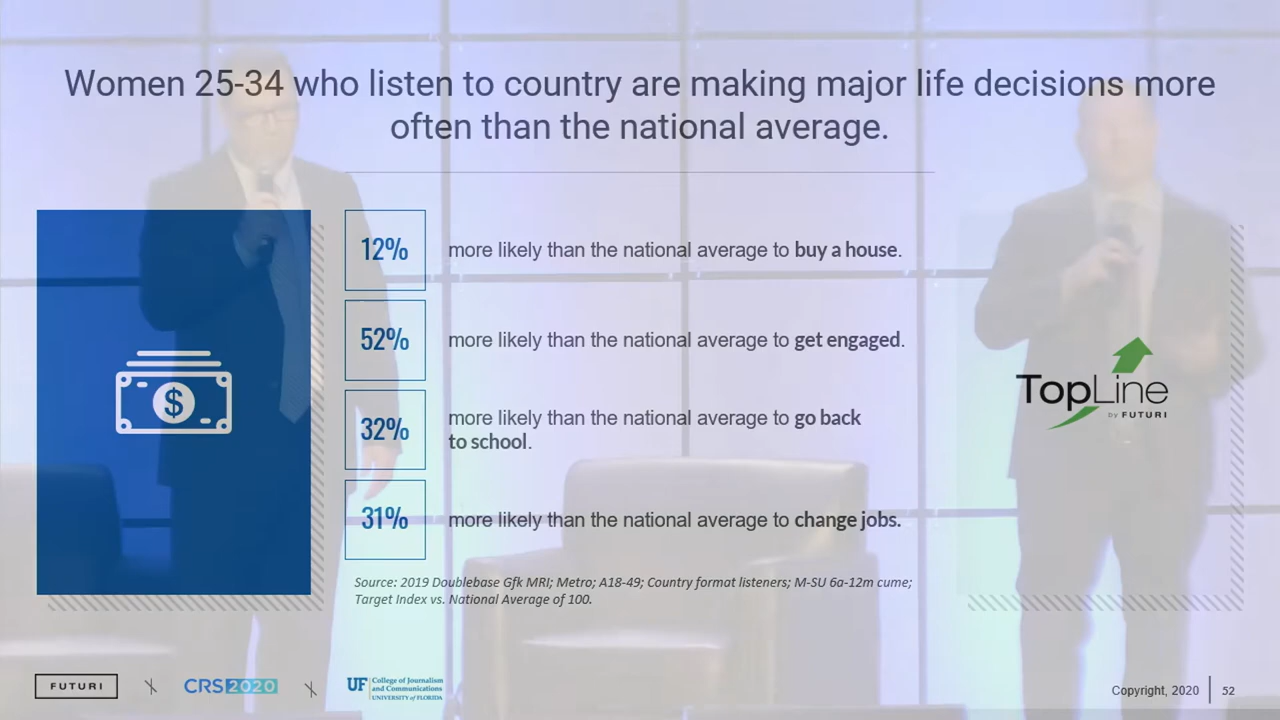 Women 25-34 who listen to country are making major life decisions more
often than the national average.
12%
more likely than the national average to buy a house.
52%
more likely than the national average to get engaged.
32%
more likely than the national average to go back
to school.
31%
more likely than the national average to change jobs.
Source: 2019 Doublebase Gfk MRI; Metro; A18-49; Country format listeners; M-SU 6a-12m cume;
Target Index vs. National Average of 100.
$
TopLine
by FUTURI
FUTURI
CRS2020
UF College of Journalism
and Communications
UNIVERSITY of FLORIDA
Copyright, 2020
52